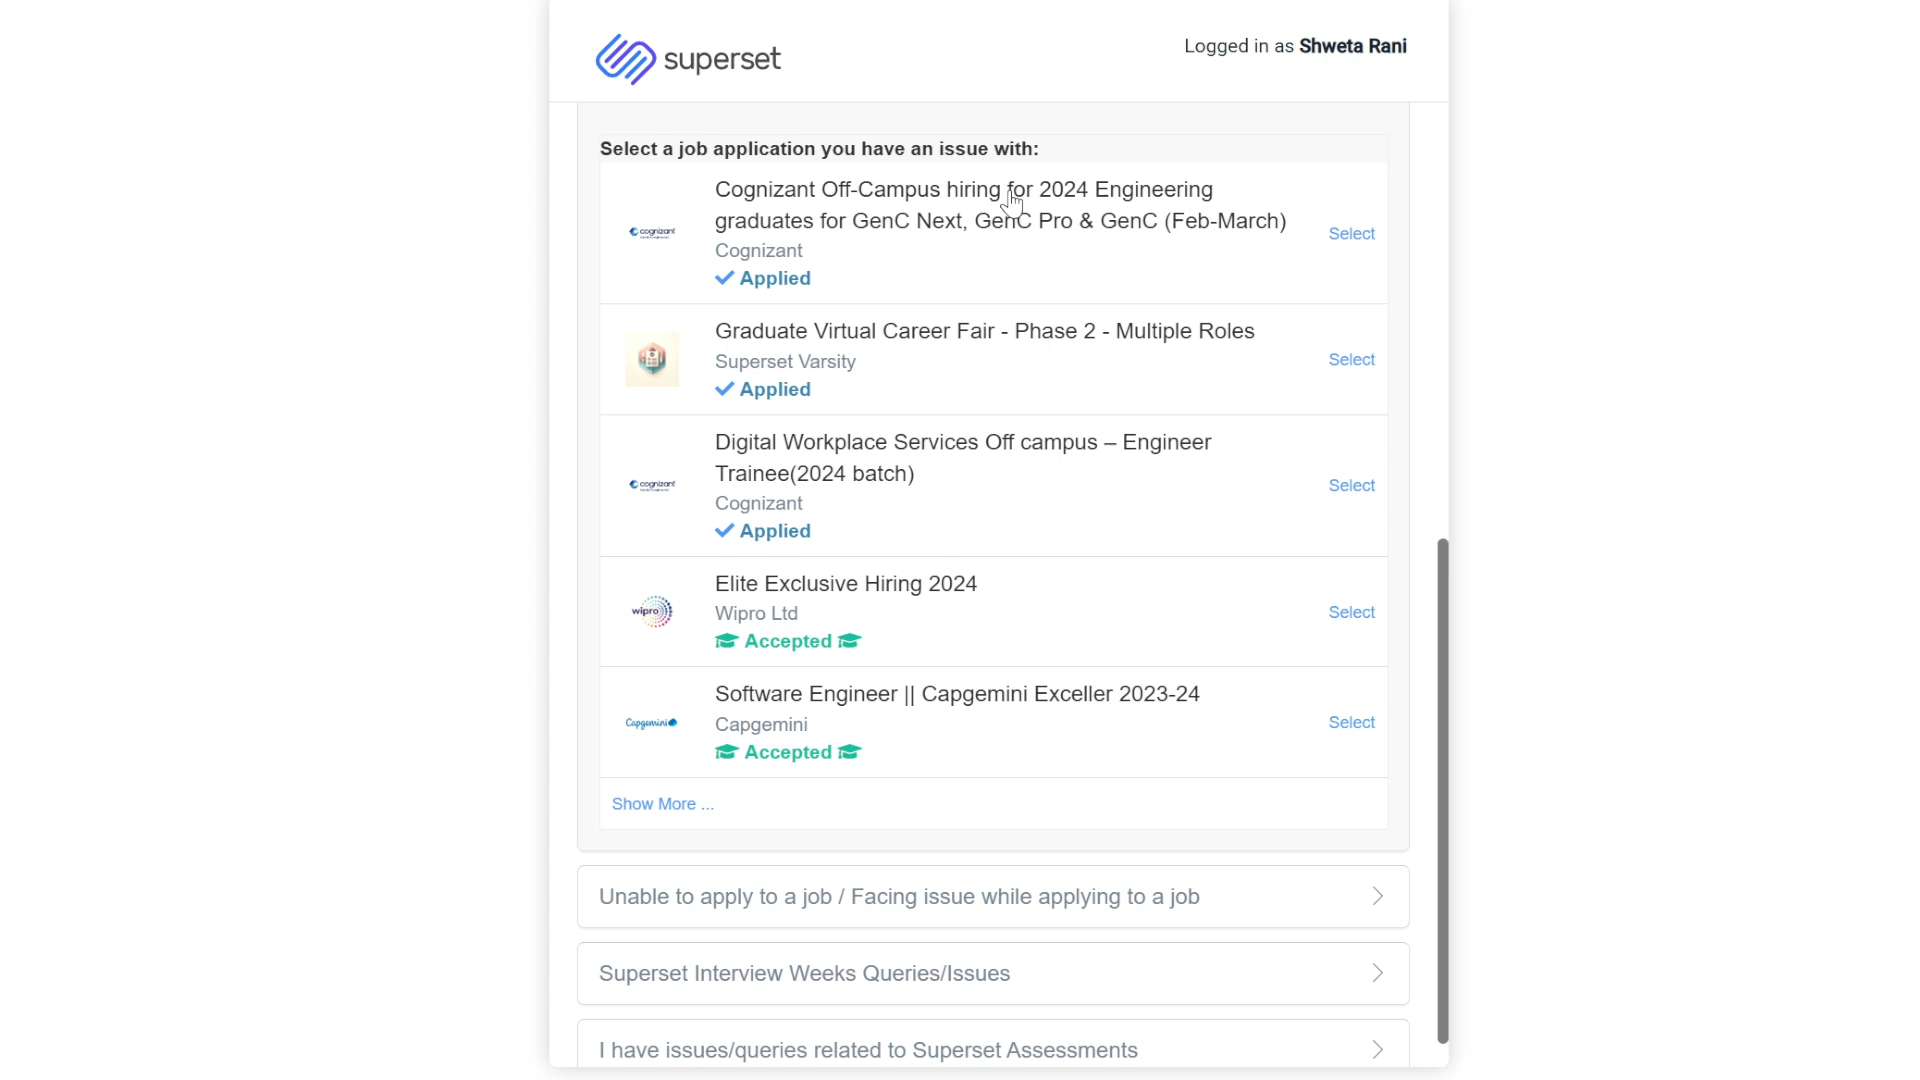 superset
Logged in as Shweta Rani
Select a job application you have an issue with:
Cognizant Off-Campus hiring for 2024 Engineering
graduates for GenC Next, GenC Pro & GenC (Feb-March)
cognizant
Select
Cognizant
Applied
Graduate Virtual Career Fair - Phase 2 - Multiple Roles
Superset Varsity
Select
Applied
Digital Workplace Services Off campus – Engineer
Trainee(2024 batch)
cognizant
Select
Cognizant
Applied
Elite Exclusive Hiring 2024
wipro
Wipro Ltd
Select
Accepted
Software Engineer || Capgemini Exceller 2023-24
Capgemini
Capgemini
Select
Accepted
Show More ...
Unable to apply to a job / Facing issue while applying to a job
Superset Interview Weeks Queries/Issues
I have issues/queries related to Superset Assessments